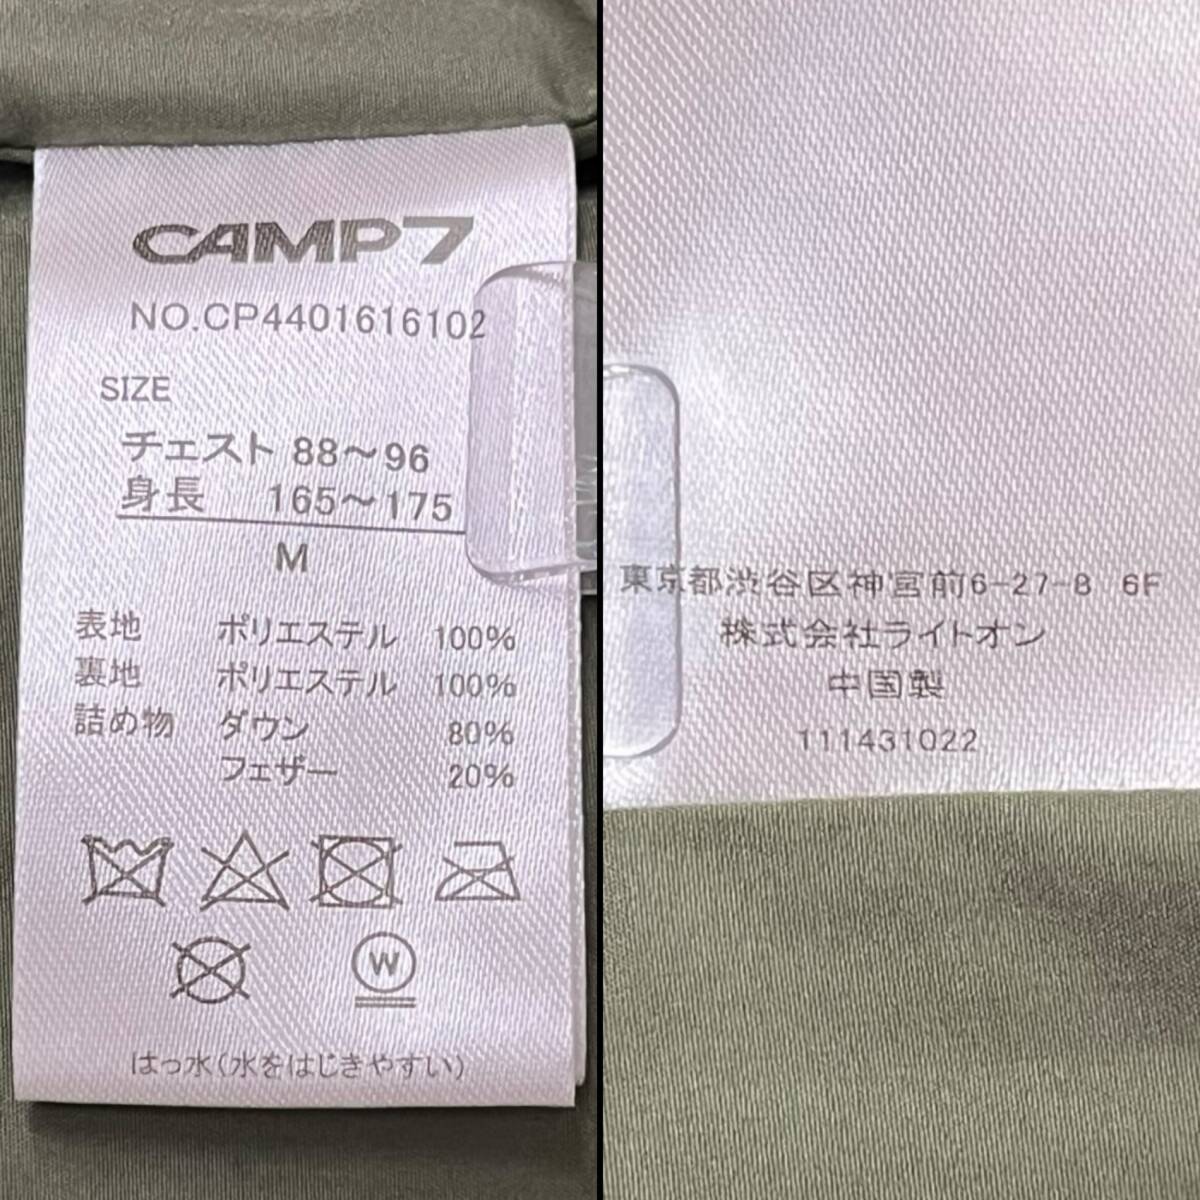 CAMP7
NO.CP4401616102
SIZE
チェスト 88～96
身長 165～175
M
表地 ポリエステル 100%
裏地 ポリエステル 100%
詰め物 ダウン 80%
フェザー 20%
W
はっ水(水をはじきやすい)
東京都渋谷区神宮前6-27-8 6F
株式会社ライトオン
中国製
111431022